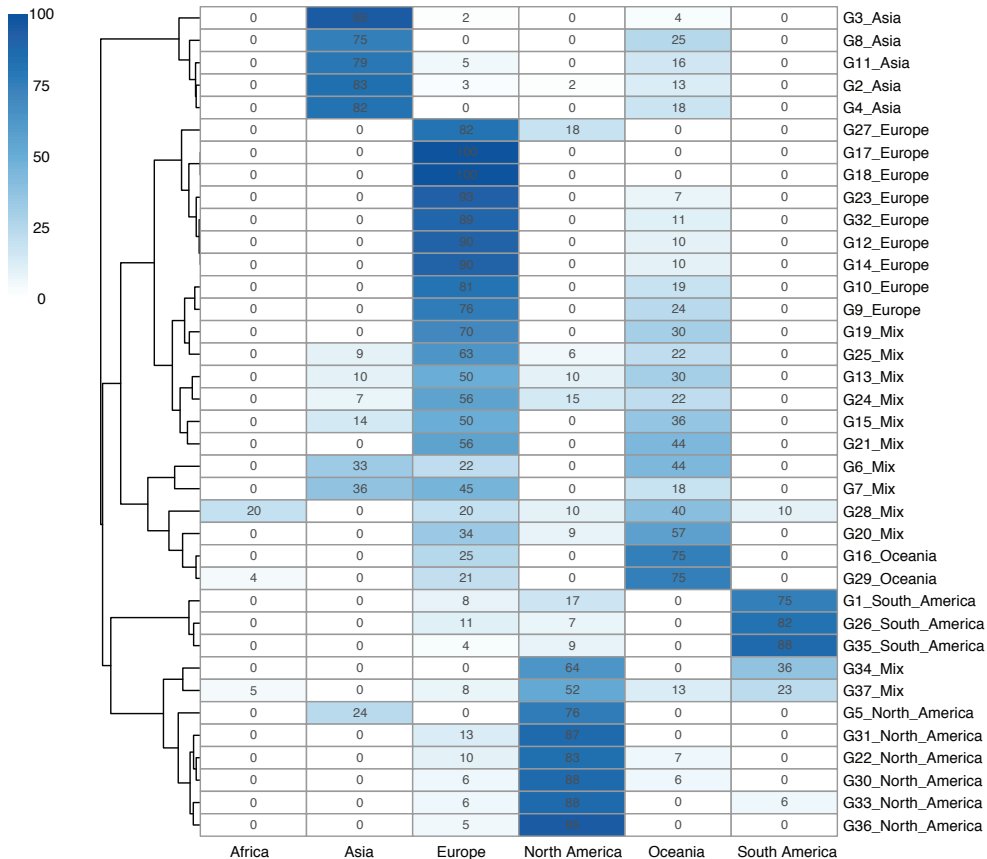 100
75
50
25
0
0 2 0 4 0 G3_Asia
0 75 0 0 25 0 G8_Asia
0 79 5 0 16 0 G11_Asia
0 83 3 2 13 0 G2_Asia
0 82 0 0 18 0 G4_Asia
0 0 82 18 0 0 G27_Europe
0 0 100 0 0 0 G17_Europe
0 0 100 0 0 0 G18_Europe
0 0 93 0 7 0 G23_Europe
0 0 89 0 11 0 G32_Europe
0 0 90 0 10 0 G12_Europe
0 0 90 0 10 0 G14_Europe
0 0 81 0 19 0 G10_Europe
0 0 76 0 24 0 G9_Europe
0 0 70 0 30 0 G19_Mix
0 9 63 6 22 0 G25_Mix
0 10 50 10 30 0 G13_Mix
0 7 56 15 22 0 G24_Mix
0 14 50 0 36 0 G15_Mix
0 0 56 0 44 0 G21_Mix
0 33 22 0 44 0 G6_Mix
0 36 45 0 18 0 G7_Mix
20 0 20 10 40 10 G28_Mix
0 0 34 9 57 0 G20_Mix
0 0 25 0 75 0 G16_Oceania
4 0 21 0 75 0 G29_Oceania
0 0 8 17 0 75 G1_South_America
0 0 11 7 0 82 G26_South_America
0 0 4 9 0 88 G35_South_America
0 0 0 64 0 36 G34_Mix
5 0 8 52 13 23 G37_Mix
0 24 0 76 0 0 G5_North_America
0 0 13 87 0 0 G31_North_America
0 0 10 83 7 0 G22_North_America
0 0 6 88 6 0 G30_North_America
0 0 6 88 0 6 G33_North_America
0 0 5 0 0 G36_North_America
Africa Asia Europe North America Oceania South America